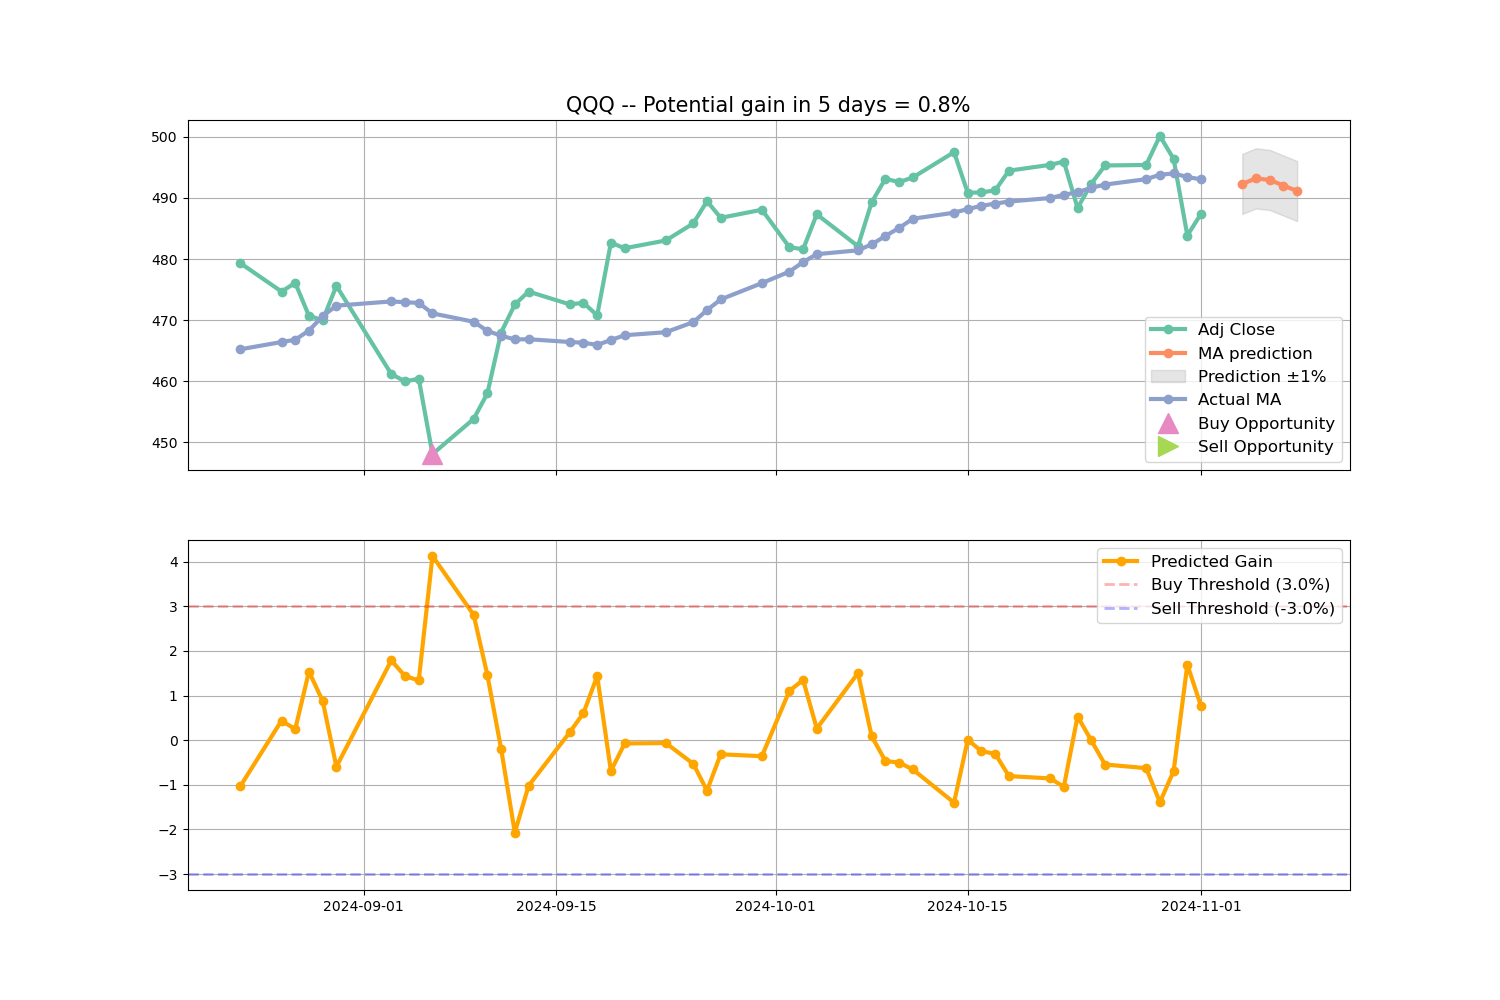 QQQ -- Potential gain in 5 days = 0.8%
500
490
480
470
460
450
Adj Close
MA prediction
Prediction ±1%
Actual MA
Buy Opportunity
Sell Opportunity
4
3
2
1
0
−1
−2
−3
Predicted Gain
Buy Threshold (3.0%)
Sell Threshold (-3.0%)
2024-09-01
2024-09-15
2024-10-01
2024-10-15
2024-11-01